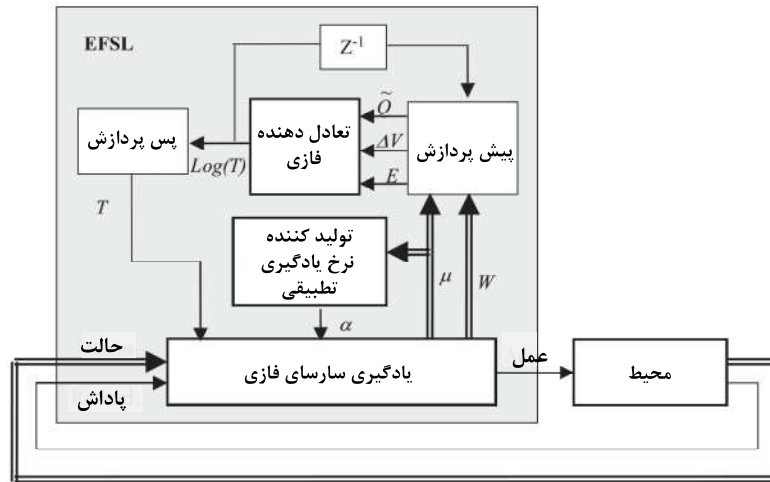 EFSL
Z⁻¹
پس پردازش
تعادل دهنده
فازی
پیش پردازش
Õ
ΔV
E
Log(T)
T
تولید کننده
نرخ یادگیری
تطبیقی
μ
W
α
حالت
پاداش
یادگیری سارسای فازی
عمل
محیط